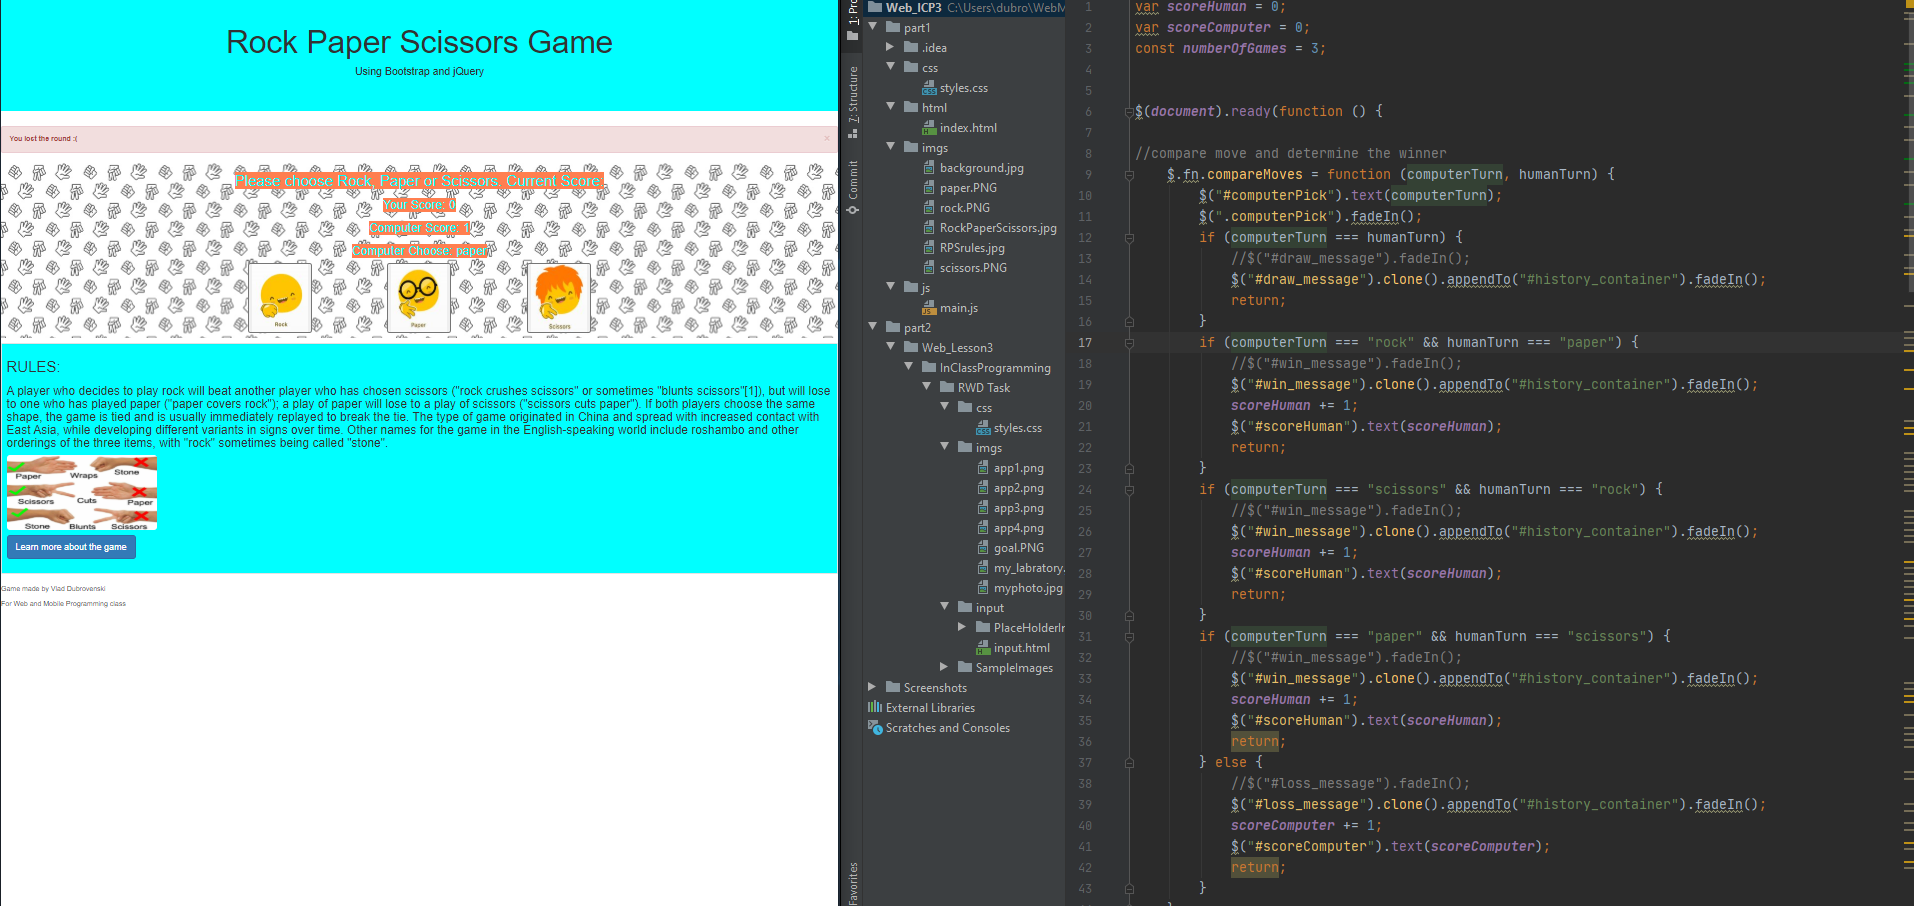 Rock Paper Scissors Game
Using Bootstrap and jQuery
You lost the round :(
×
Please choose Rock, Paper or Scissors. Current Score:
Your Score: 0
Computer Score: 1
Computer Choose: paper
Rock
Paper
Scissors
RULES:
A player who decides to play rock will beat another player who has chosen scissors ("rock crushes scissors" or sometimes "blunts scissors"[1]), but will lose
to one who has played paper ("paper covers rock"); a play of paper will lose to a play of scissors ("scissors cuts paper"). If both players choose the same
shape, the game is tied and is usually immediately replayed to break the tie. The type of game originated in China and spread with increased contact with
East Asia, while developing different variants in signs over time. Other names for the game in the English-speaking world include roshambo and other
orderings of the three items, with "rock" sometimes being called "stone".
Paper Wraps Stone
Scissors Cuts Paper
Stone Blunts Scissors
Learn more about the game
Game made by Vlad Dubrovenski
For Web and Mobile Programming class
1: Pro
7: Structure
Commit
Favorites
Web_ICP3 C:\Users\dubro\WebM
part1
.idea
css
styles.css
html
index.html
imgs
background.jpg
paper.PNG
rock.PNG
RockPaperScissors.jpg
RPSrules.jpg
scissors.PNG
js
main.js
part2
Web_Lesson3
InClassProgramming
RWD Task
css
styles.css
imgs
app1.png
app2.png
app3.png
app4.png
goal.PNG
my_labratory.
myphoto.jpg
input
PlaceHolderIr
input.html
SampleImages
Screenshots
External Libraries
Scratches and Consoles
1 var scoreHuman = 0;
2 var scoreComputer = 0;
3 const numberOfGames = 3;
4
5
6 $(document).ready(function () {
7
8 //compare move and determine the winner
9 $.fn.compareMoves = function (computerTurn, humanTurn) {
10 $("#computerPick").text(computerTurn);
11 $(".computerPick").fadeIn();
12 if (computerTurn === humanTurn) {
13 //$("#draw_message").fadeIn();
14 $("#draw_message").clone().appendTo("#history_container").fadeIn();
15 return;
16 }
17 if (computerTurn === "rock" && humanTurn === "paper") {
18 //$("#win_message").fadeIn();
19 $("#win_message").clone().appendTo("#history_container").fadeIn();
20 scoreHuman += 1;
21 $("#scoreHuman").text(scoreHuman);
22 return;
23 }
24 if (computerTurn === "scissors" && humanTurn === "rock") {
25 //$("#win_message").fadeIn();
26 $("#win_message").clone().appendTo("#history_container").fadeIn();
27 scoreHuman += 1;
28 $("#scoreHuman").text(scoreHuman);
29 return;
30 }
31 if (computerTurn === "paper" && humanTurn === "scissors") {
32 //$("#win_message").fadeIn();
33 $("#win_message").clone().appendTo("#history_container").fadeIn();
34 scoreHuman += 1;
35 $("#scoreHuman").text(scoreHuman);
36 return;
37 } else {
38 //$("#loss_message").fadeIn();
39 $("#loss_message").clone().appendTo("#history_container").fadeIn();
40 scoreComputer += 1;
41 $("#scoreComputer").text(scoreComputer);
42 return;
43 }